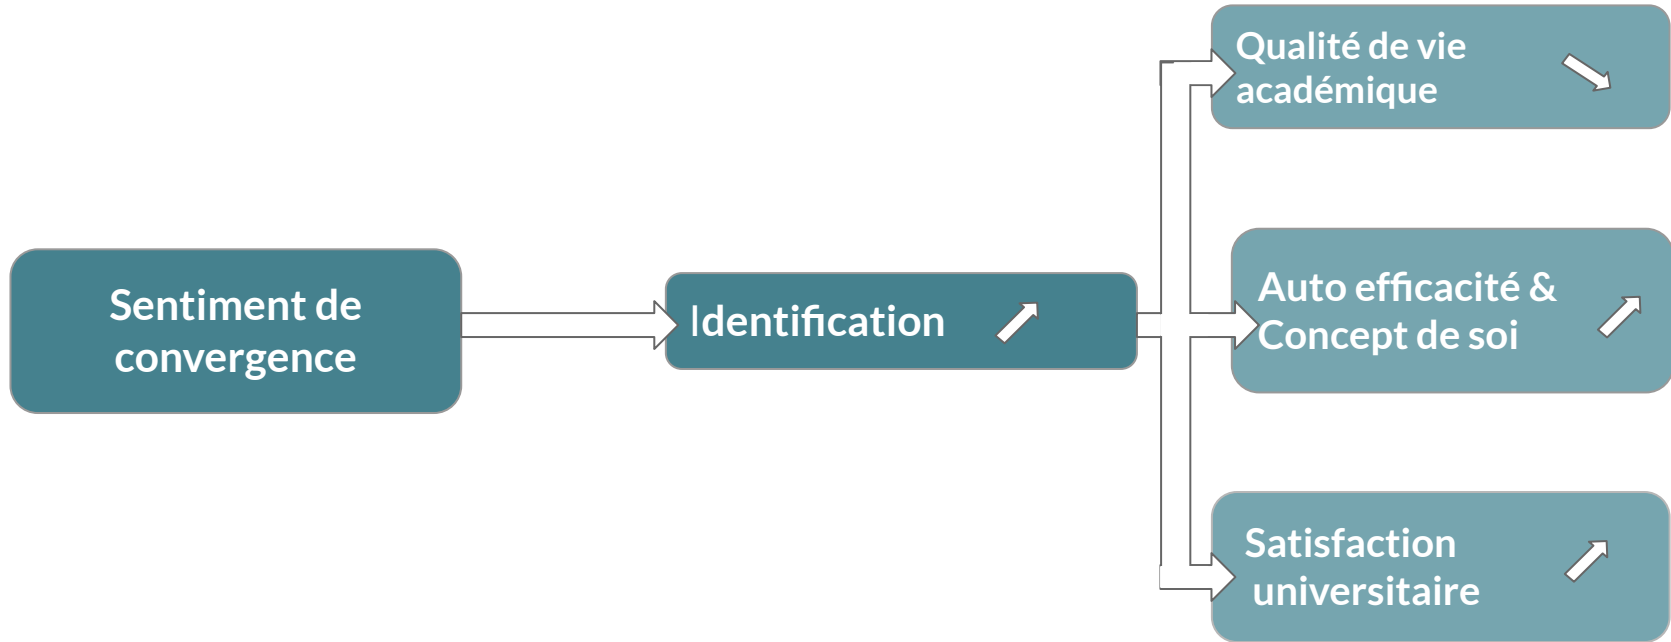 Qualité de vie
académique
Sentiment de
convergence
Identification
Auto efficacité &
Concept de soi
Satisfaction
universitaire